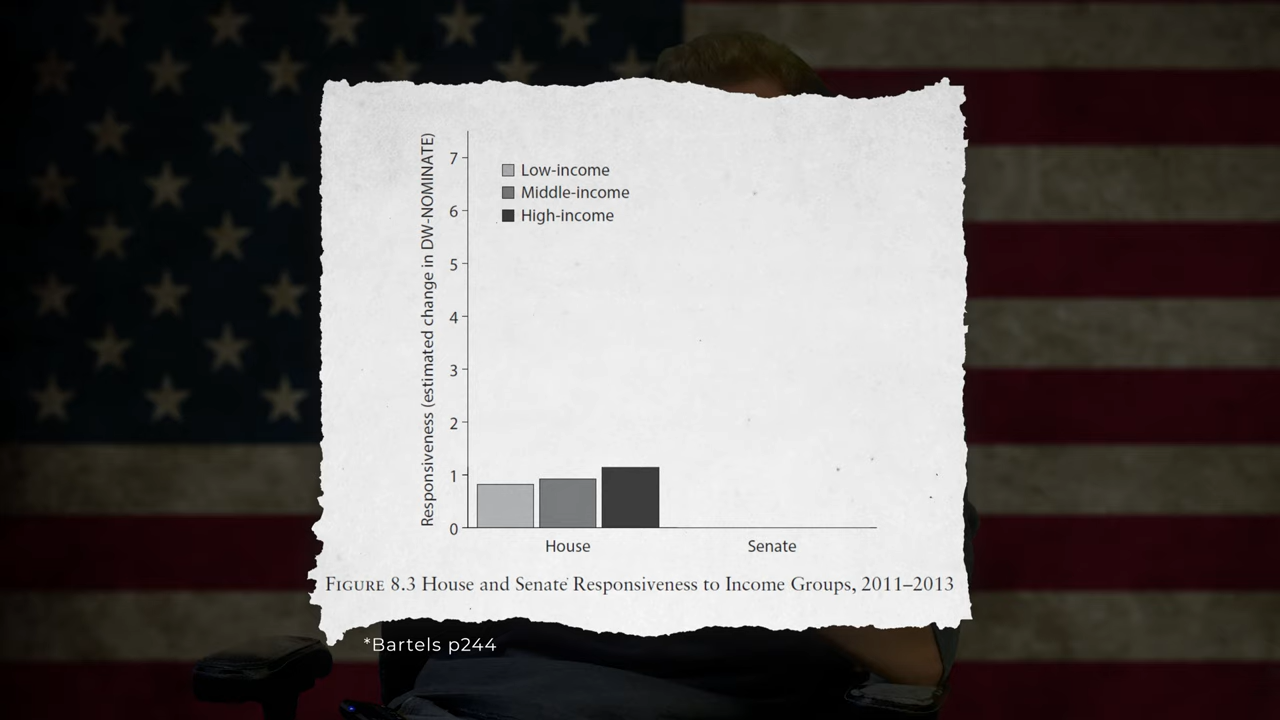 Responsiveness (estimated change in DW-NOMINATE)
7
6
5
4
3
2
1
0
Low-income
Middle-income
High-income
House
Senate
FIGURE 8.3 House and Senate Responsiveness to Income Groups, 2011–2013
*Bartels p244